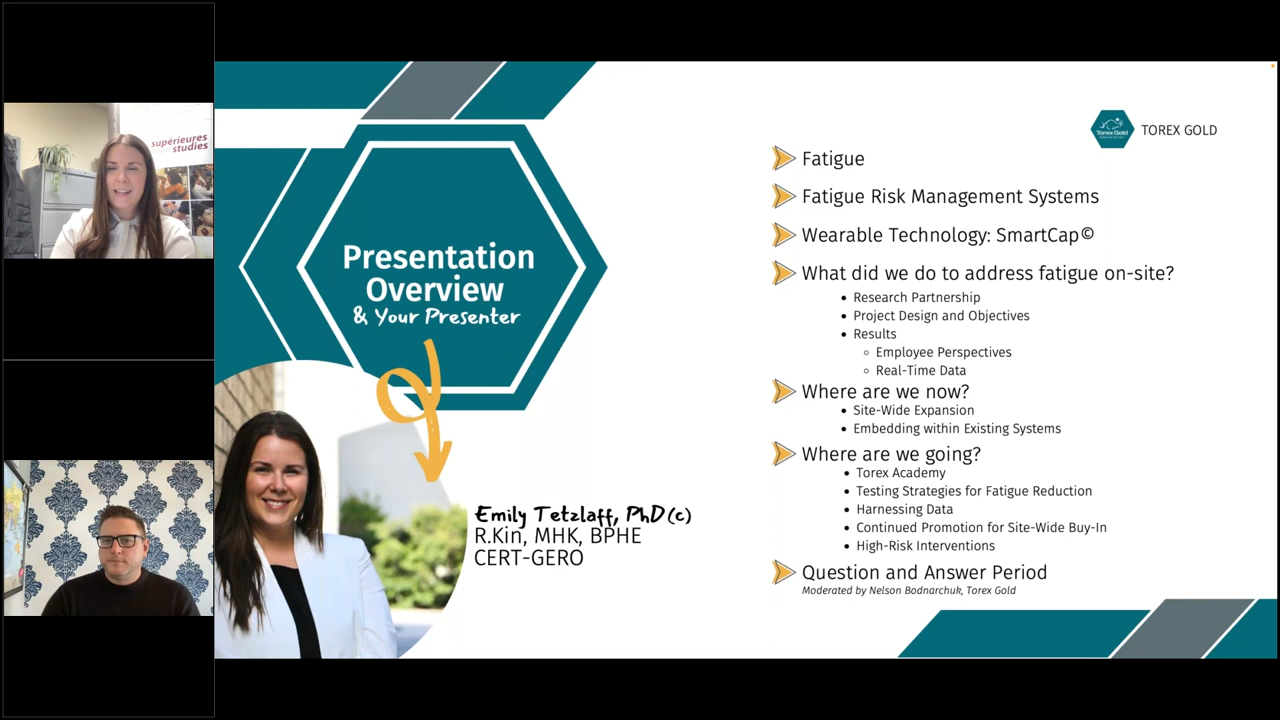 supérieures
studies
Presentation
Overview
& Your Presenter
Emily Tetzlaff, PhD(c)
R.Kin, MHK, BPHE
CERT-GERO
Torex Gold
TOREX GOLD
Fatigue
Fatigue Risk Management Systems
Wearable Technology: SmartCap©
What did we do to address fatigue on-site?
• Research Partnership
• Project Design and Objectives
• Results
◦ Employee Perspectives
◦ Real-Time Data
Where are we now?
• Site-Wide Expansion
• Embedding within Existing Systems
Where are we going?
• Torex Academy
• Testing Strategies for Fatigue Reduction
• Harnessing Data
• Continued Promotion for Site-Wide Buy-In
• High-Risk Interventions
Question and Answer Period
Moderated by Nelson Bodnarchuk, Torex Gold